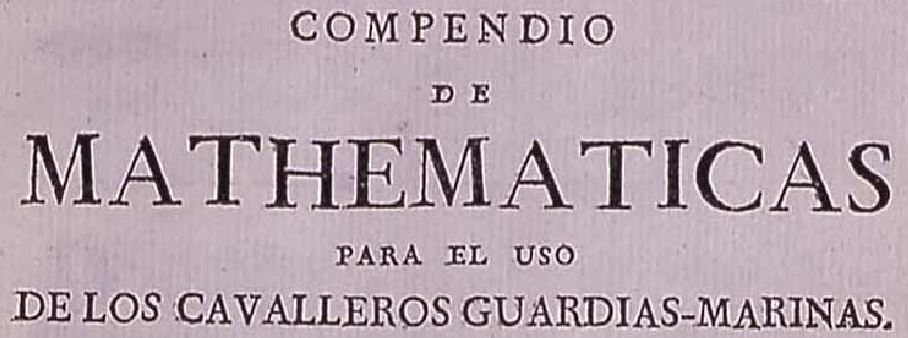 COMPENDIO
DE
MATHEMATICAS
PARA EL USO
DE LOS CAVALLEROS GUARDIAS-MARINAS.